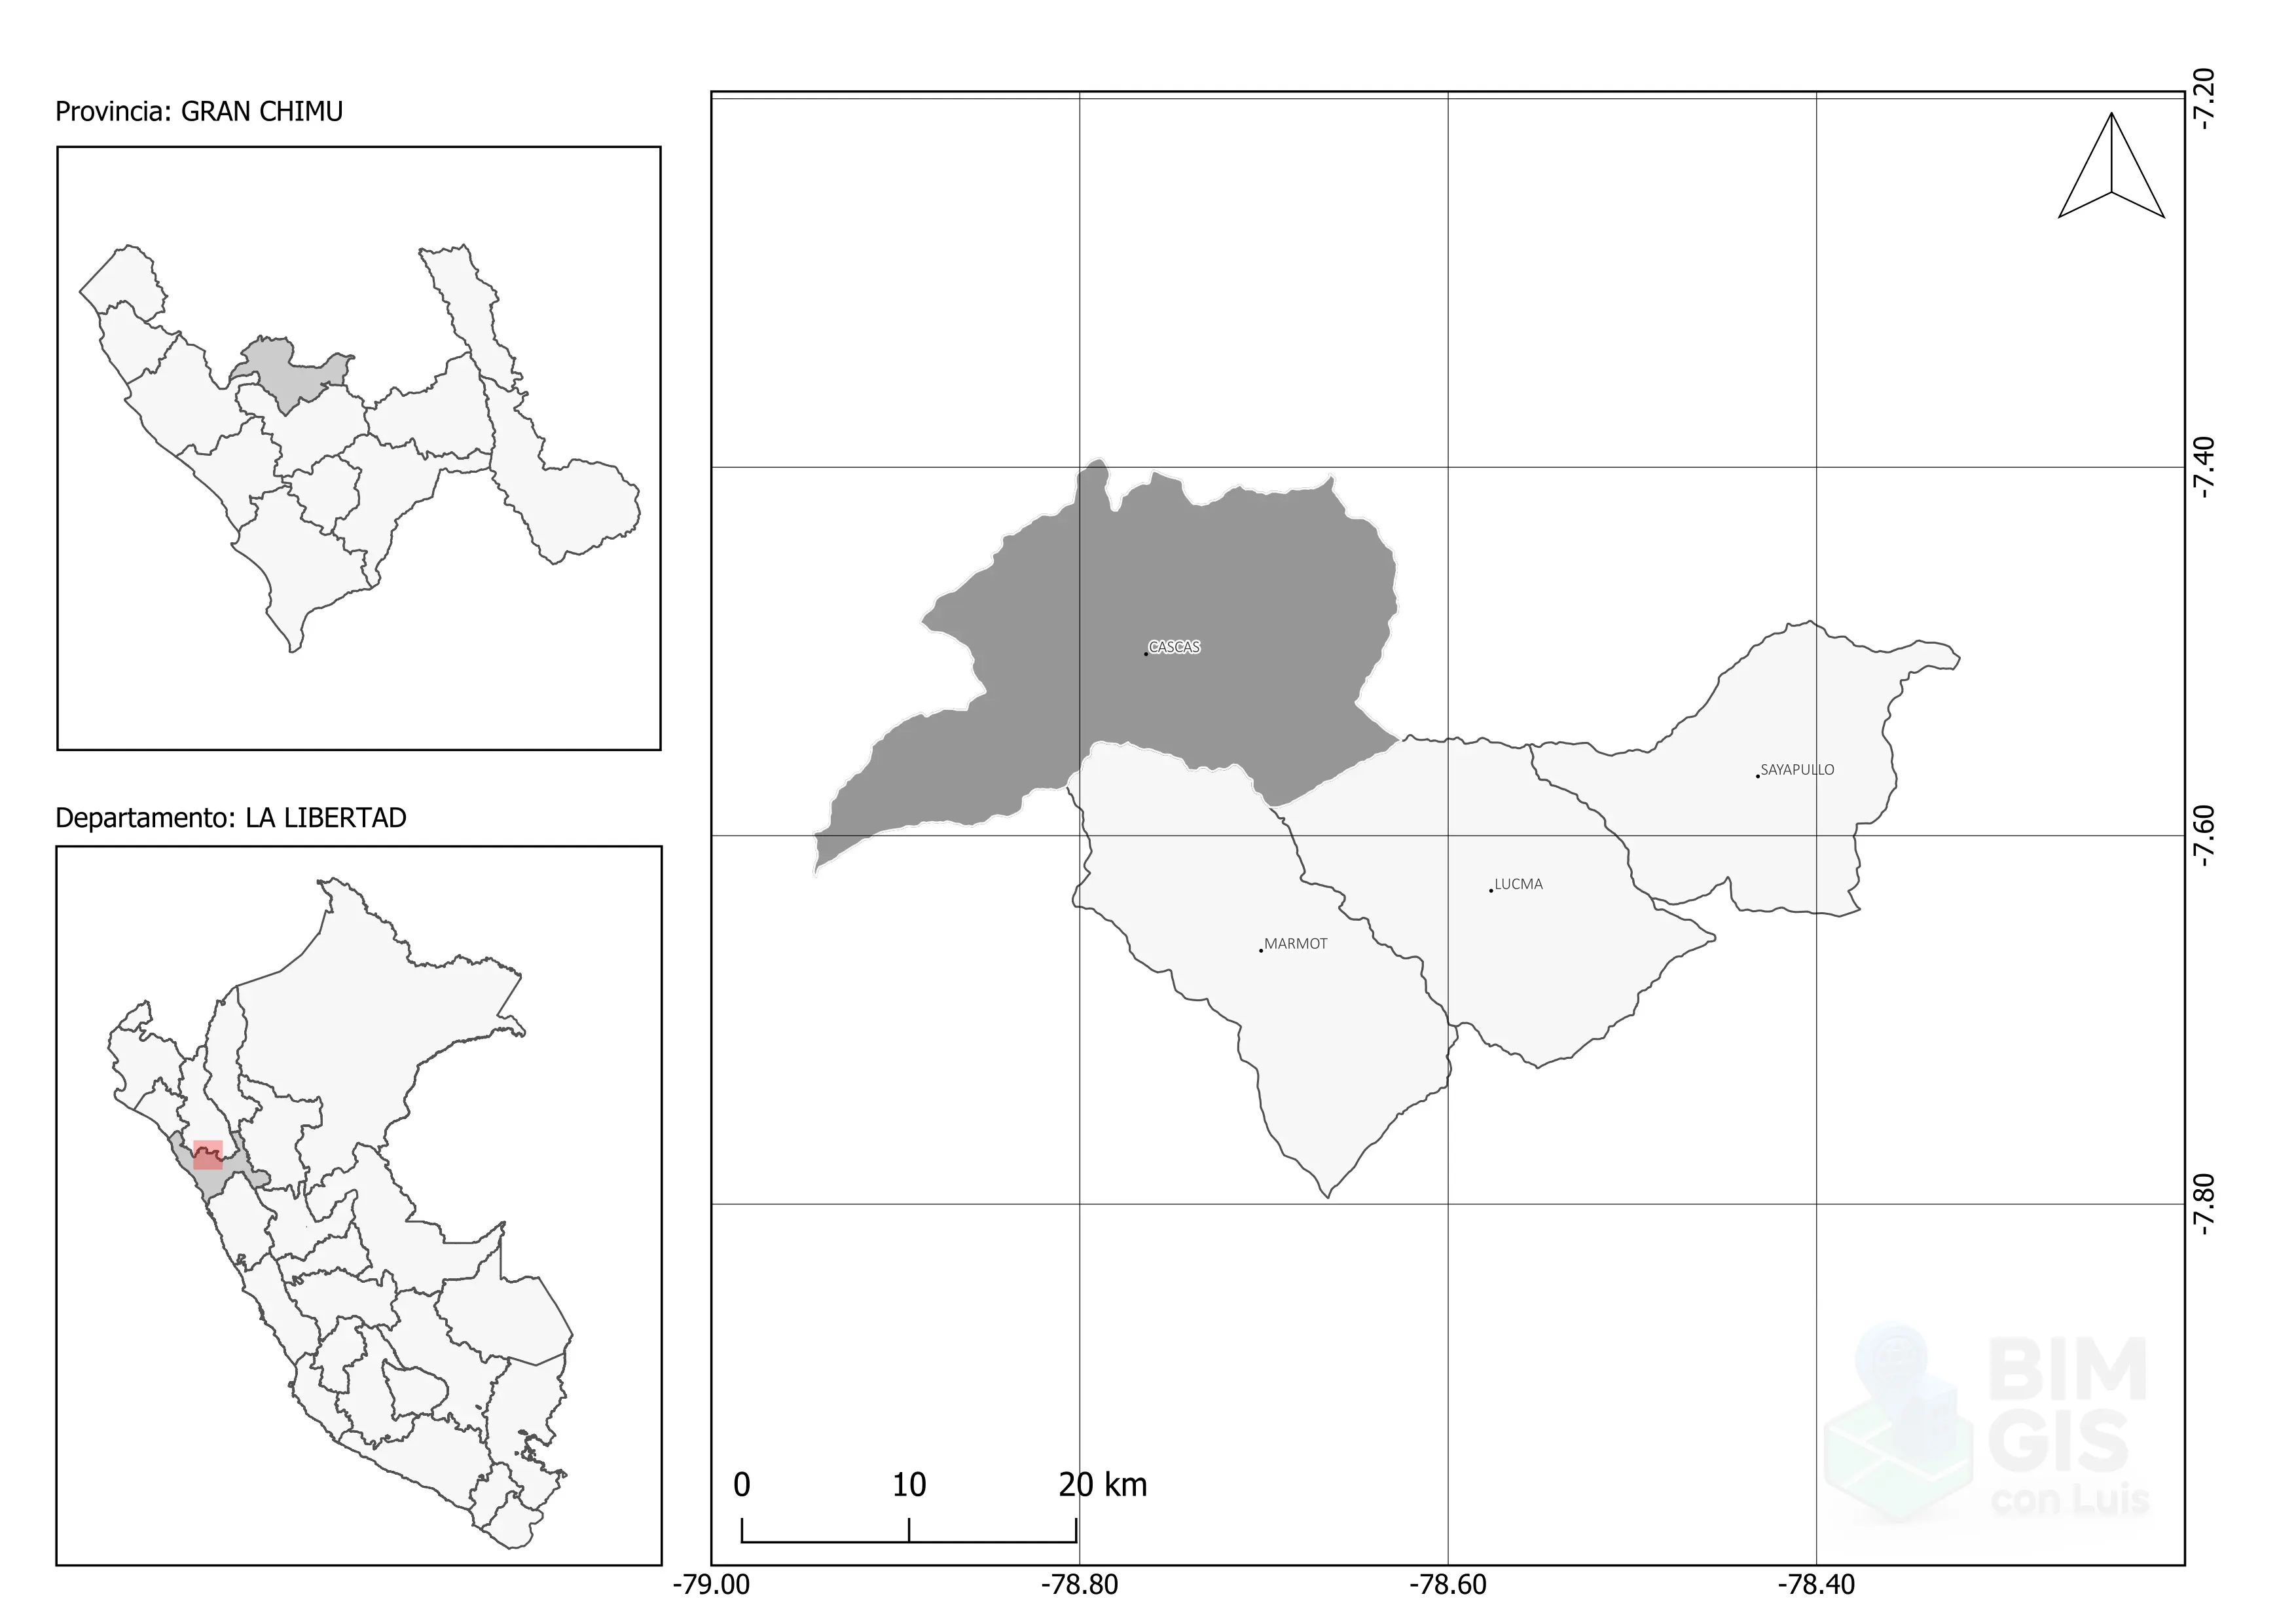 Provincia: GRAN CHIMU
Departamento: LA LIBERTAD
CASCAS
SAYAPULLO
LUCMA
MARMOT
-7.20
-7.40
-7.60
-7.80
0 10 20 km
-79.00 -78.80 -78.60 -78.40
BIM
GIS
con Luis